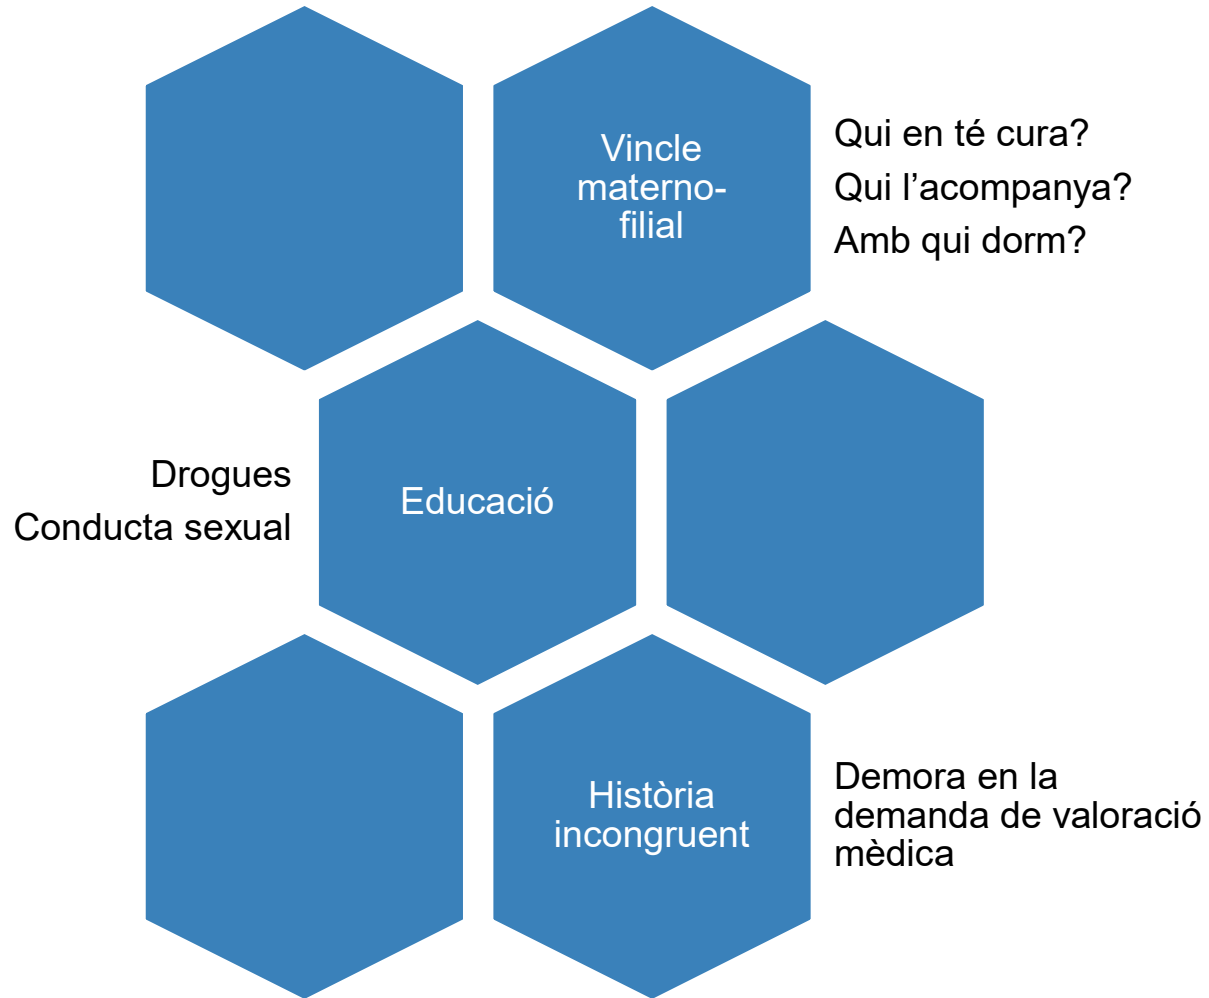 Vincle
materno-
filial
Qui en té cura?
Qui l’acompanya?
Amb qui dorm?
Drogues
Conducta sexual
Educació
Història
incongruent
Demora en la
demanda de valoració
mèdica